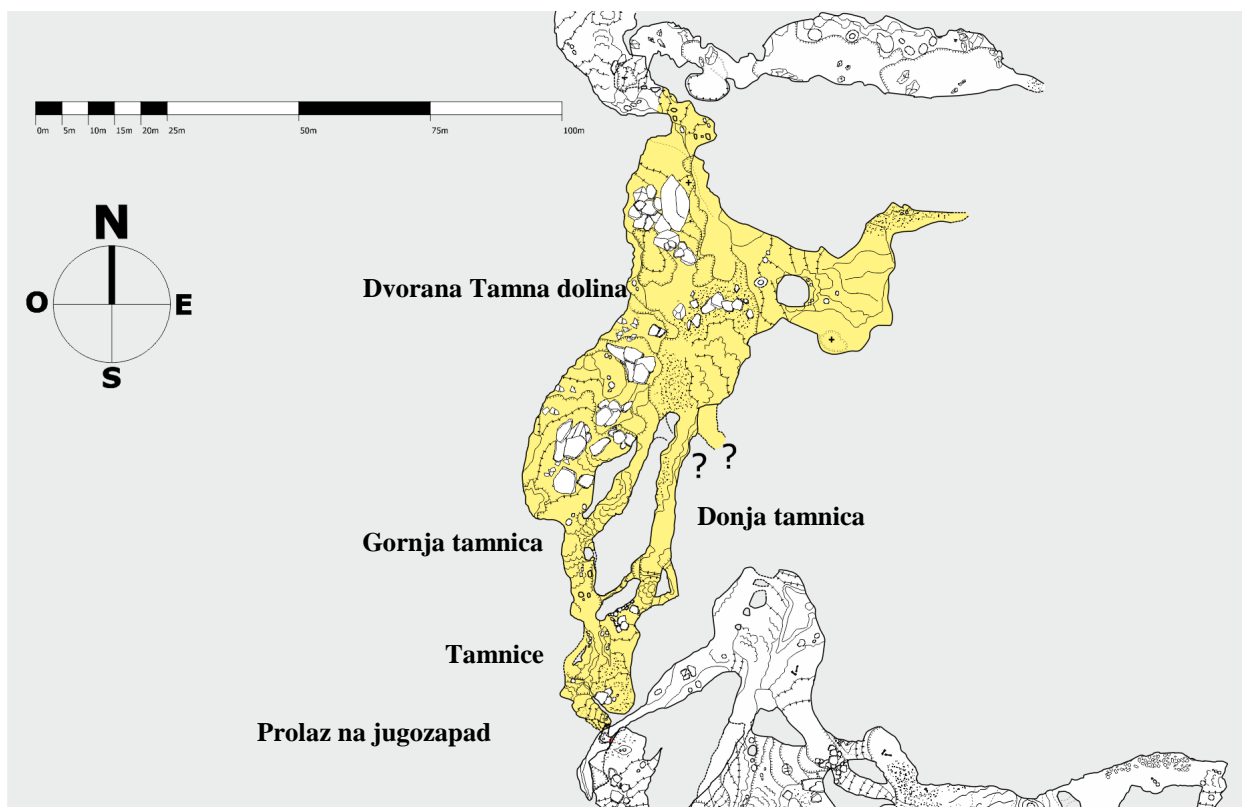 0m 5m 10m 15m 20m 25m 50m 75m 100m
N
O E
S
Dvorana Tamna dolina
? ?
Donja tamnica
Gornja tamnica
Tamnice
Prolaz na jugozapad